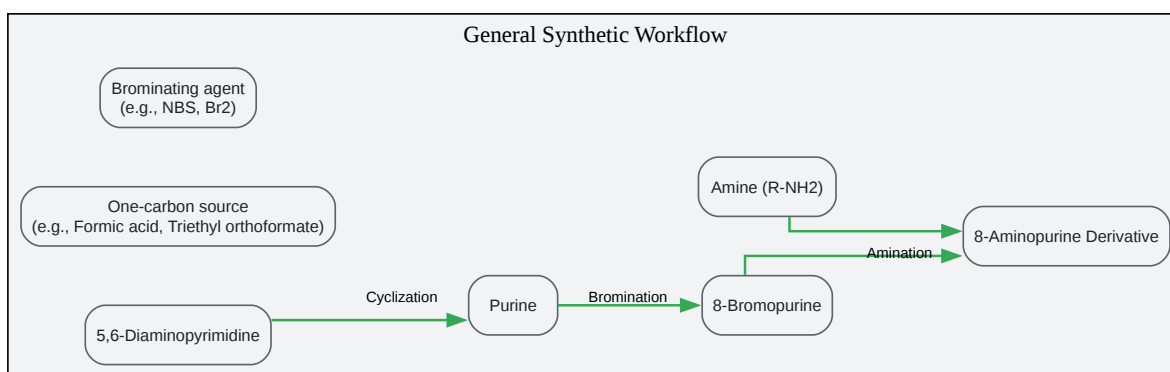 General Synthetic Workflow
Brominating agent
(e.g., NBS, Br2)
One-carbon source
(e.g., Formic acid, Triethyl orthoformate)
Amine (R-NH2)
8-Aminopurine Derivative
Amination
Cyclization
Purine
Bromination
8-Bromopurine
5,6-Diaminopyrimidine